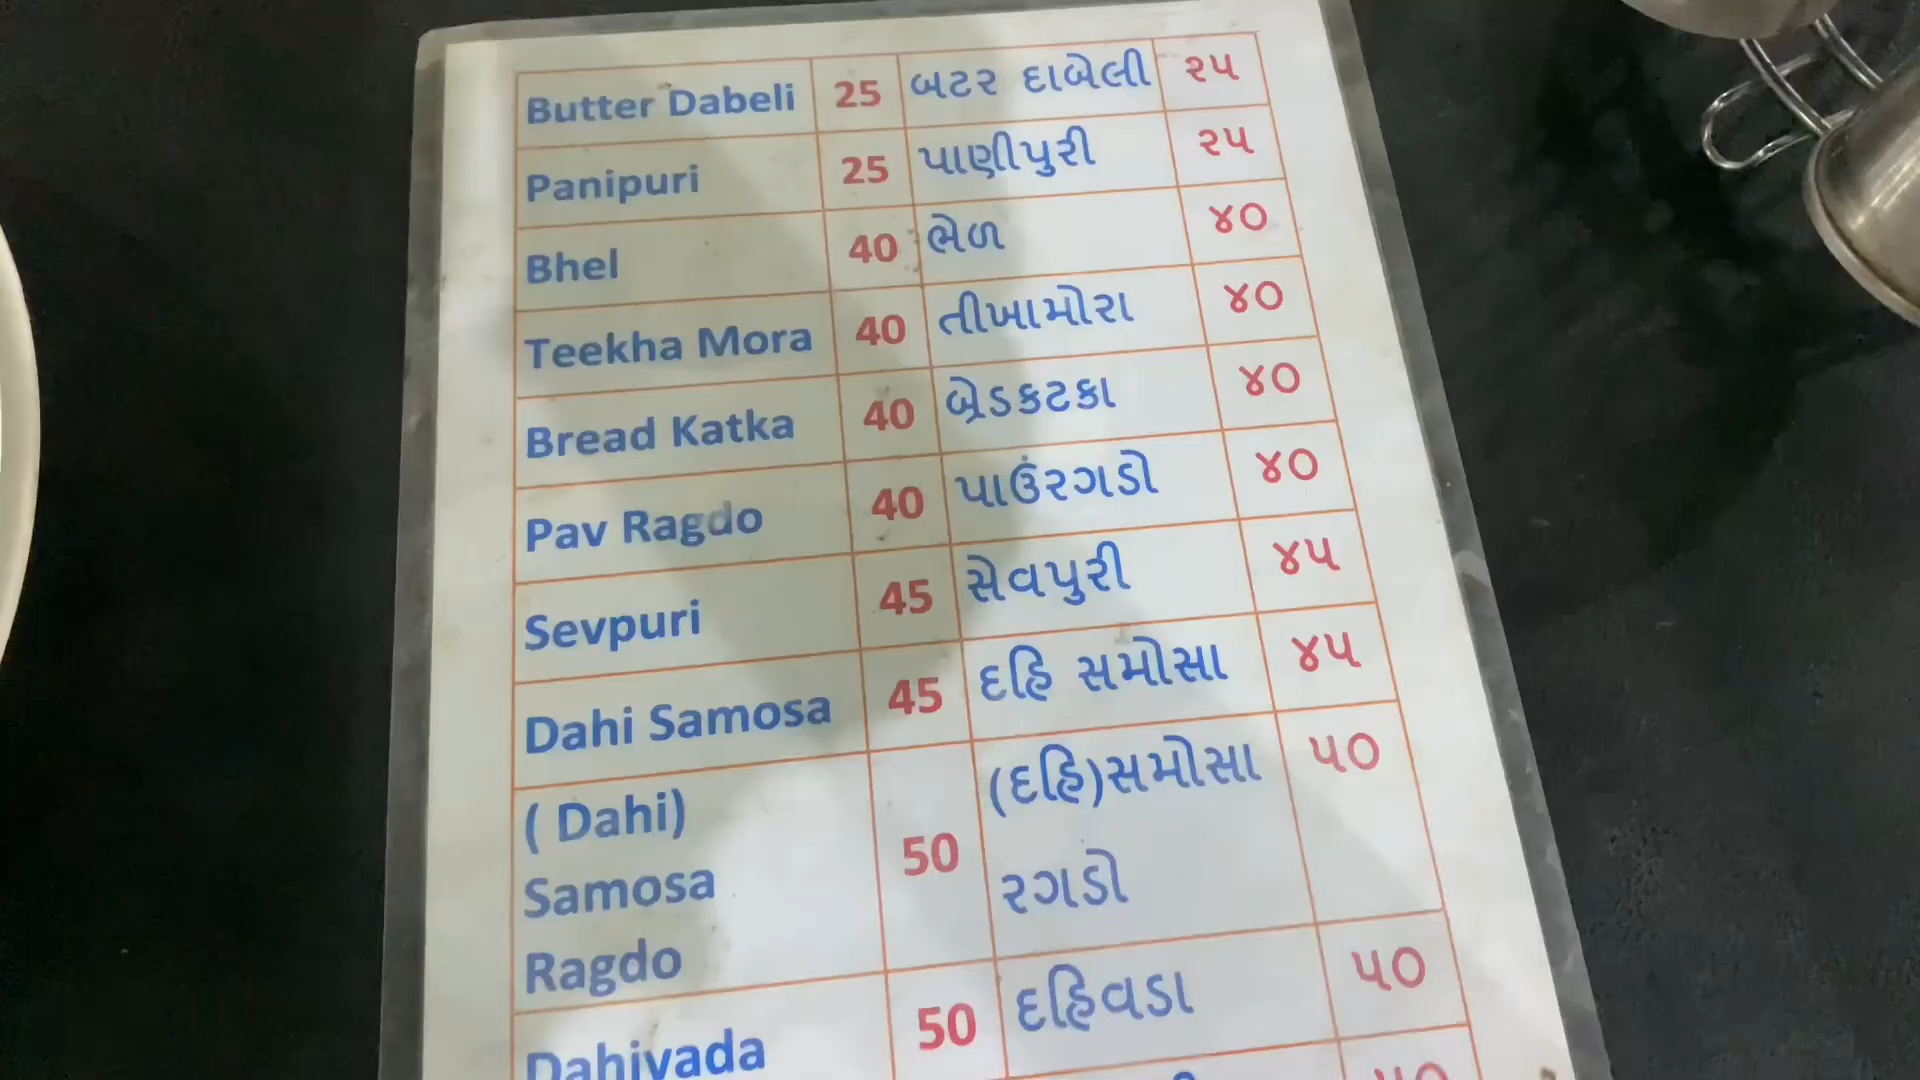 Butter Dabeli 25 બટર દાબેલી ૨૫
Panipuri 25 પાણીપુરી ૨૫
Bhel 40 ભેળ ૪૦
Teekha Mora 40 તીખામોરા ૪૦
Bread Katka 40 બ્રેડકટકા ૪૦
Pav Ragdo 40 પાઉંરગડો ૪૦
Sevpuri 45 સેવપુરી ૪૫
Dahi Samosa 45 દહિ સમોસા ૪૫
( Dahi) 50 (દહિ)સમોસા ૫૦
Samosa રગડો
Ragdo
Dahivada 50 દહિવડા ૫૦
૫૦